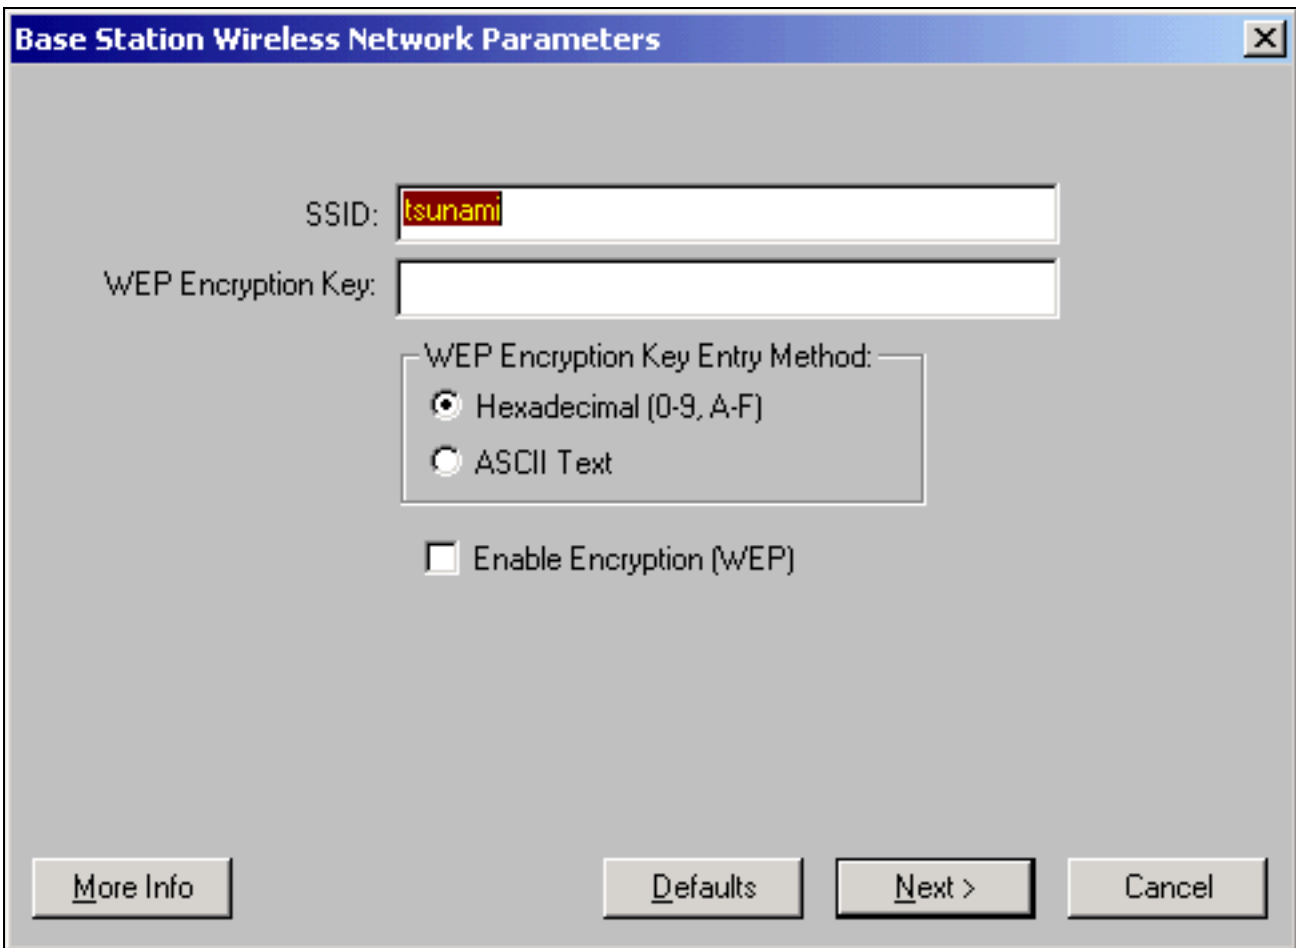 Base Station Wireless Network Parameters
SSID: tsunami
WEP Encryption Key:
WEP Encryption Key Entry Method:
Hexadecimal (0-9, A-F)
ASCII Text
Enable Encryption (WEP)
More Info Defaults Next > Cancel